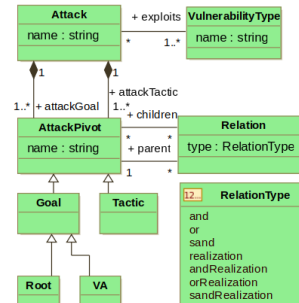 Attack
name : string
+ exploits
*
1..*
VulnerabilityType
name : string
1
1
+ attackTactic
1..*
+ attackGoal
1..*
+ children
AttackPivot
name : string
*
*
+ parent
1
*
Relation
type : RelationType
Goal
Tactic
12...
RelationType
and
or
sand
realization
andRealization
orRealization
sandRealization
Root
VA